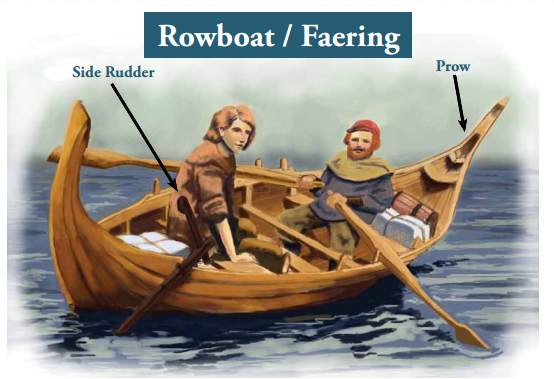 Rowboat / Faering
Side Rudder
Prow